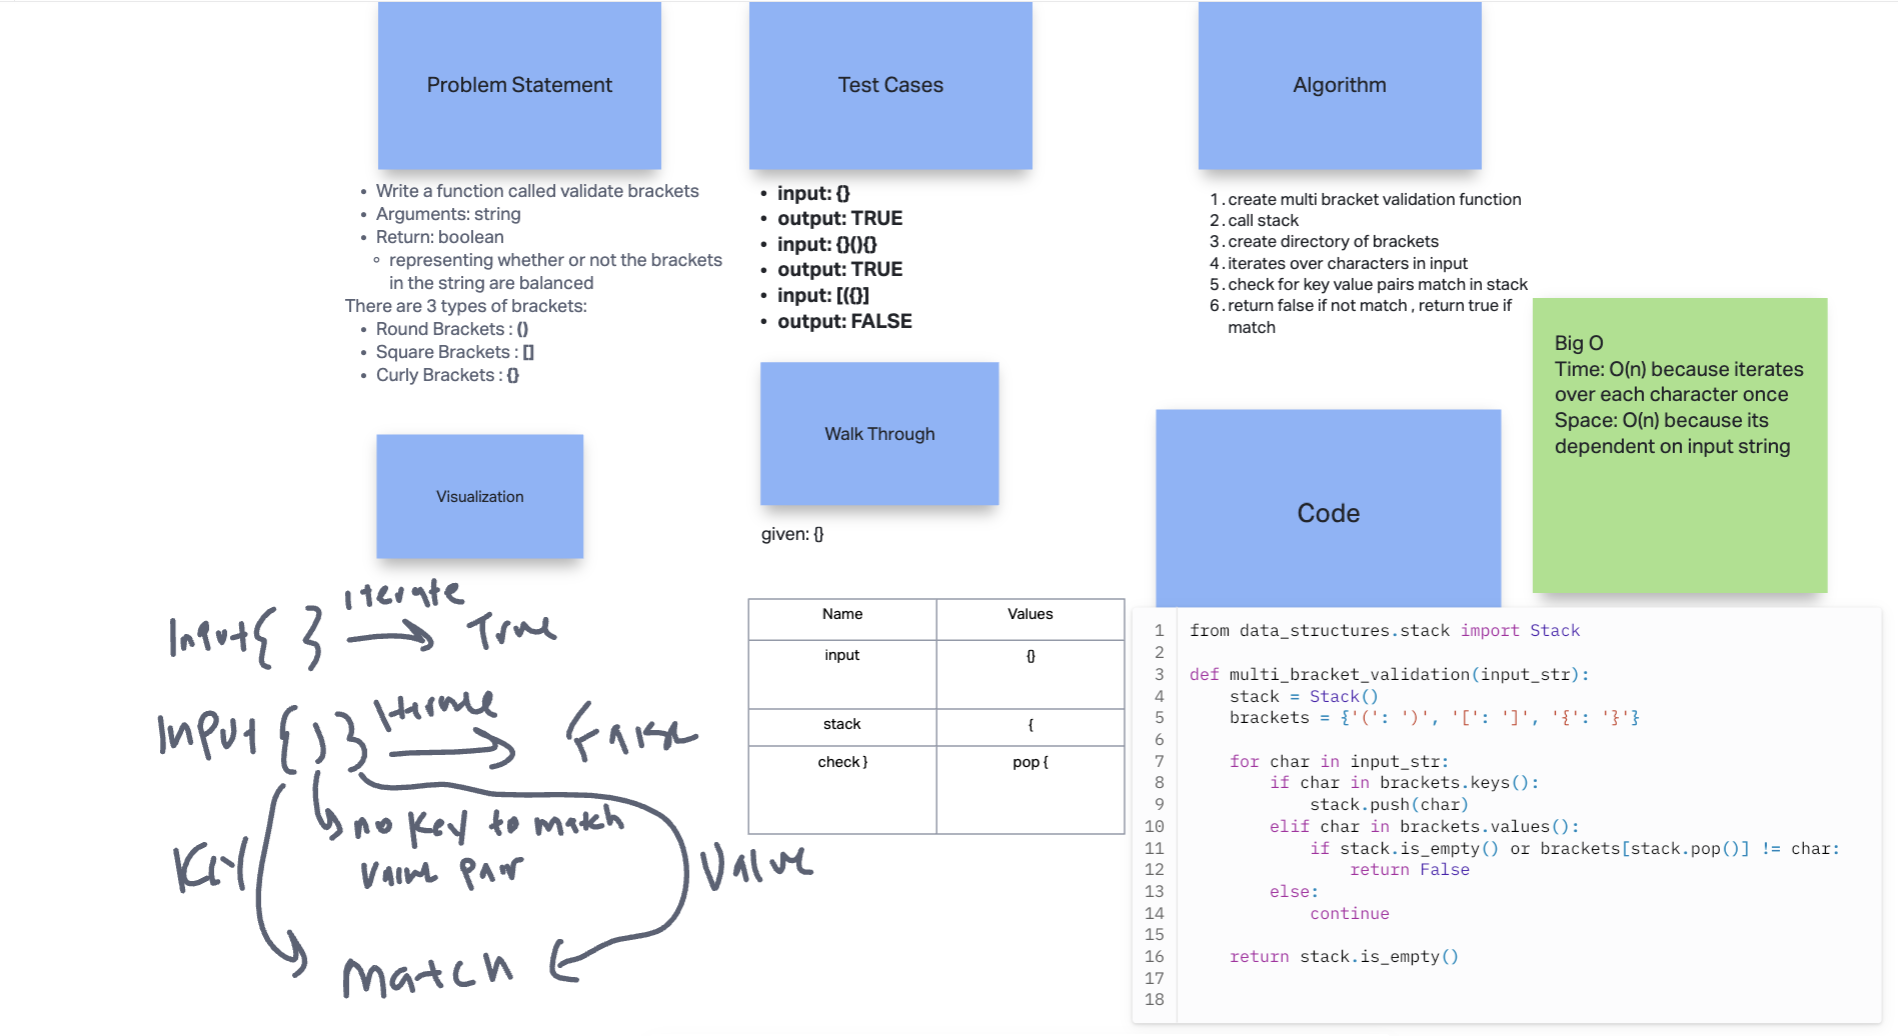 Problem Statement
• Write a function called validate brackets
• Arguments: string
• Return: boolean
◦ representing whether or not the brackets
in the string are balanced
There are 3 types of brackets:
• Round Brackets : ()
• Square Brackets : []
• Curly Brackets : {}
Test Cases
• input: {}
• output: TRUE
• input: {}(){}
• output: TRUE
• input: [({}]
• output: FALSE
Algorithm
1. create multi bracket validation function
2. call stack
3. create directory of brackets
4. iterates over characters in input
5. check for key value pairs match in stack
6. return false if not match , return true if
match
Big O
Time: O(n) because iterates
over each character once
Space: O(n) because its
dependent on input string
Visualization
Input{ } iterate True
Input { ) } Iterate False
no key to match
value pair
Key
Value
Match
Walk Through
given: {}
Name Values
input {}
stack {
check } pop {
Code
1 from data_structures.stack import Stack
2
3 def multi_bracket_validation(input_str):
4     stack = Stack()
5     brackets = {'(': ')', '[': ']', '{': '}'}
6
7     for char in input_str:
8         if char in brackets.keys():
9             stack.push(char)
10         elif char in brackets.values():
11             if stack.is_empty() or brackets[stack.pop()] != char:
12                 return False
13         else:
14             continue
15
16     return stack.is_empty()
17
18